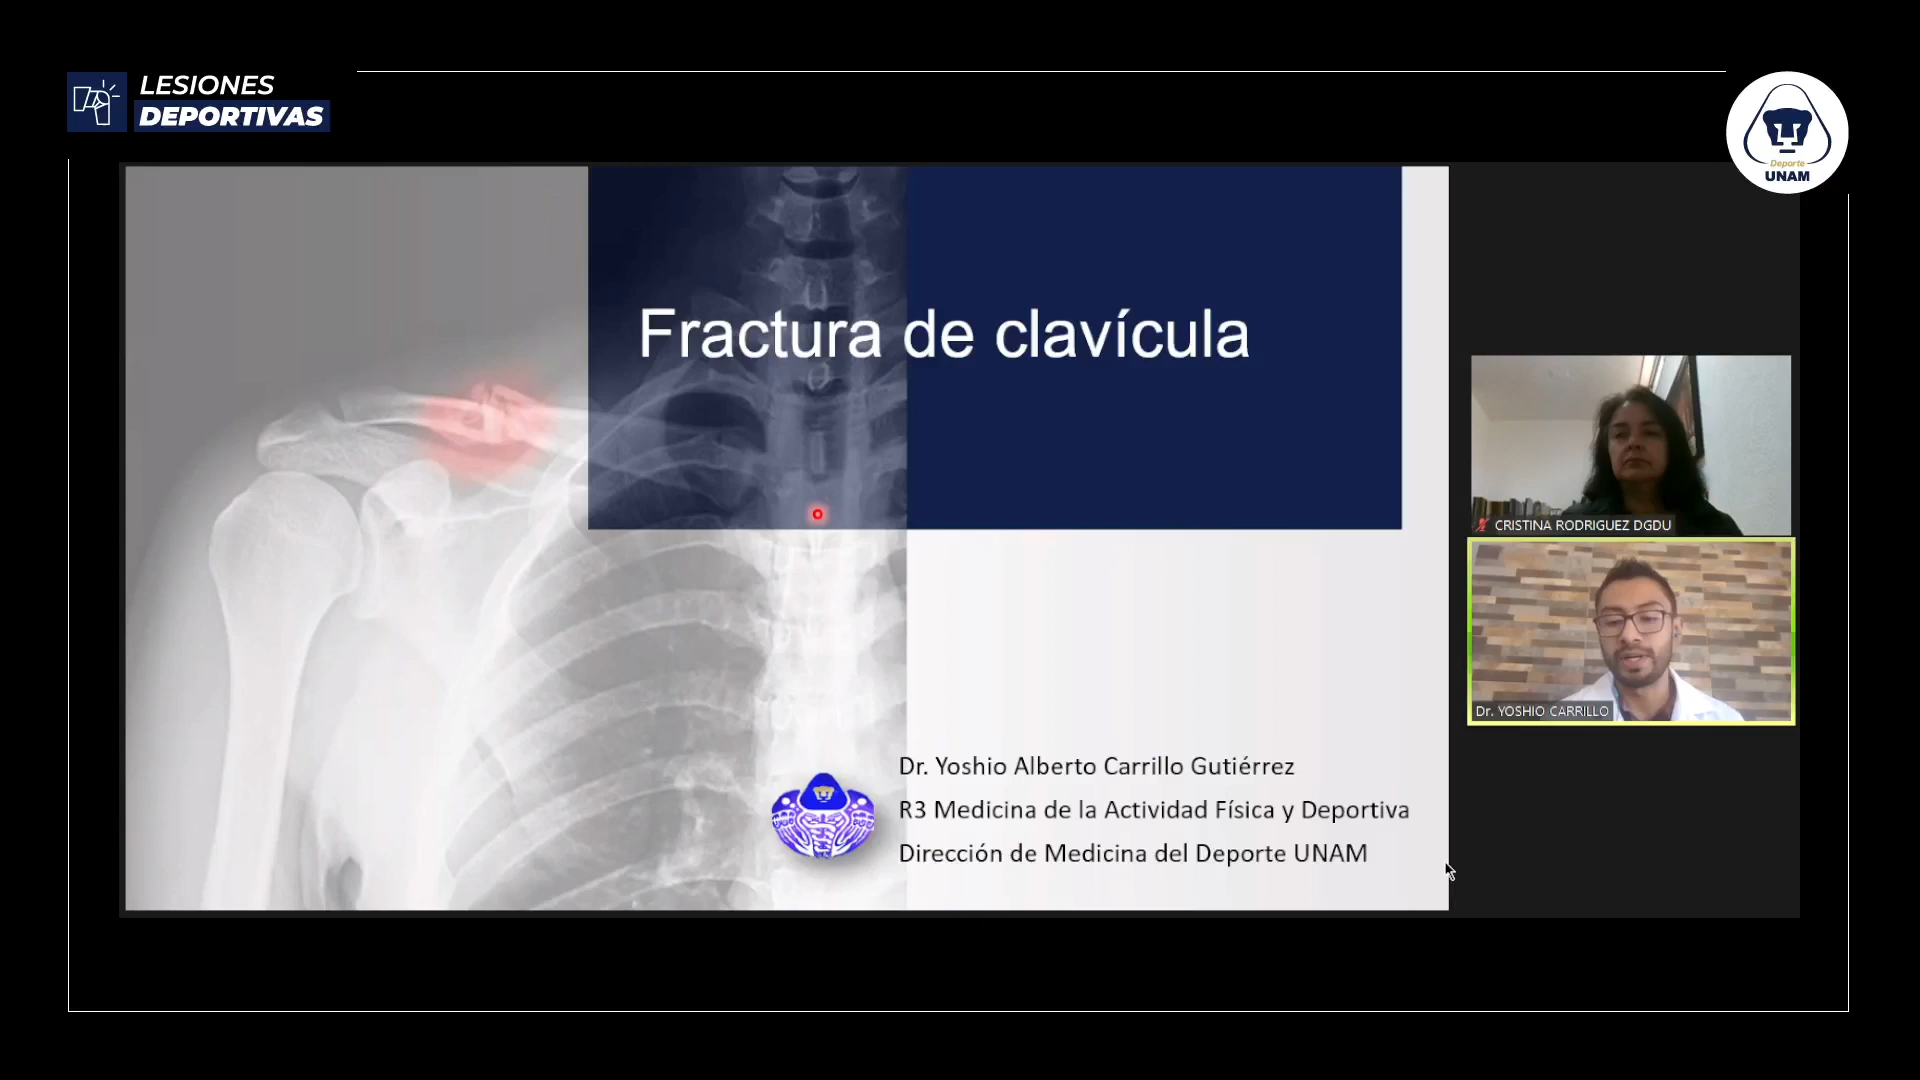 LESIONES
DEPORTIVAS
Deporte
UNAM
Fractura de clavícula
CRISTINA RODRIGUEZ DGDU
Dr. YOSHIO CARRILLO
Dr. Yoshio Alberto Carrillo Gutiérrez
R3 Medicina de la Actividad Física y Deportiva
Dirección de Medicina del Deporte UNAM